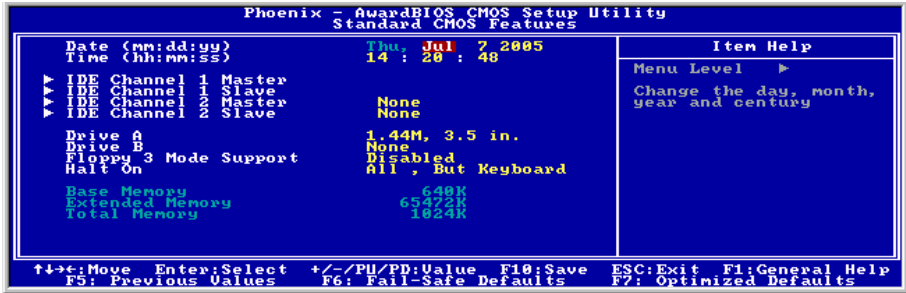 Phoenix - AwardBIOS CMOS Setup Utility
Standard CMOS Features
Date (mm:dd:yy) Thu, Jul 7 2005
Time (hh:mm:ss) 14 : 20 : 48
▶ IDE Channel 1 Master
▶ IDE Channel 1 Slave
▶ IDE Channel 2 Master None
▶ IDE Channel 2 Slave None
Drive A 1.44M, 3.5 in.
Drive B None
Floppy 3 Mode Support Disabled
Halt On All , But Keyboard
Base Memory 640K
Extended Memory 65472K
Total Memory 1024K
Item Help
Menu Level ▶
Change the day, month,
year and century
↑↓→←:Move Enter:Select +/-/PU/PD:Value F10:Save ESC:Exit F1:General Help
F5: Previous Values F6: Fail-Safe Defaults F7: Optimized Defaults